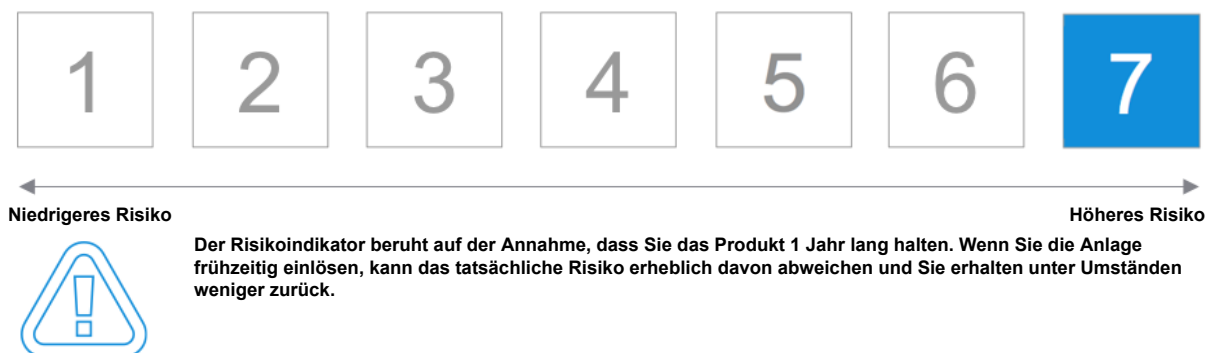 1 2 3 4 5 6 7
Niedrigeres Risiko Höheres Risiko
Der Risikoindikator beruht auf der Annahme, dass Sie das Produkt 1 Jahr lang halten. Wenn Sie die Anlage
frühzeitig einlösen, kann das tatsächliche Risiko erheblich davon abweichen und Sie erhalten unter Umständen
weniger zurück.